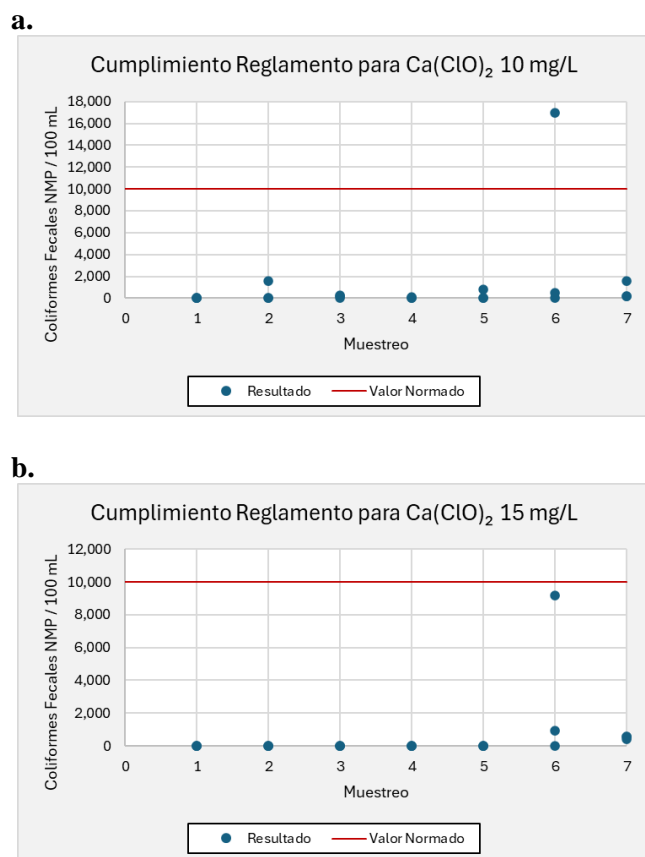 a.
Cumplimiento Reglamento para Ca(ClO)₂ 10 mg/L
Coliformes Fecales NMP / 100 mL
18,000
16,000
14,000
12,000
10,000
8,000
6,000
4,000
2,000
0
0 1 2 3 4 5 6 7
Muestreo
Resultado Valor Normado
b.
Cumplimiento Reglamento para Ca(ClO)₂ 15 mg/L
Coliformes Fecales NMP / 100 mL
12,000
10,000
8,000
6,000
4,000
2,000
0
0 1 2 3 4 5 6 7
Muestreo
Resultado Valor Normado